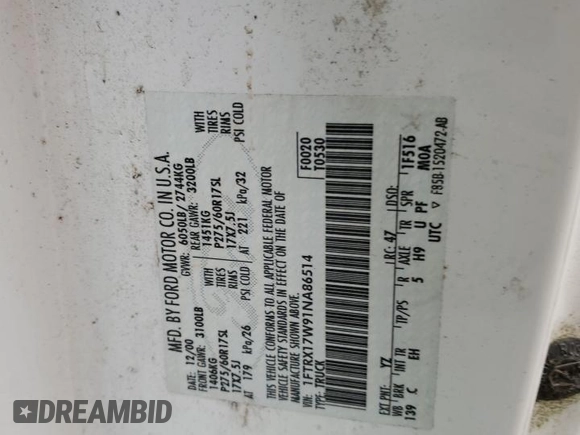 MFD. BY FORD MOTOR CO. IN U.S.A.
DATE: 12/00 GVWR: 6050LB/ 2744KG
FRONT GAWR: 3100LB REAR GAWR: 3200LB
1406KG 1451KG WITH
P275/60R17SL TIRES P275/60R17SL TIRES
17X7.5J RIMS 17X7.5J RIMS
AT 179 kPa/26 PSI COLD AT 221 kPa/32 PSI COLD
THIS VEHICLE CONFORMS TO ALL APPLICABLE FEDERAL MOTOR
VEHICLE SAFETY STANDARDS IN EFFECT ON THE DATE OF
MANUFACTURE SHOWN ABOVE.
VIN: 1FTRX17W91NA86514 F0020
TYPE: TRUCK T0530
EXT PNT: YZ RC: 47 DSO:
WB BRK INT TR TP/PS R AXLE TR SPR 1F516
139 C EH 5 H9 U PF MOA
UTC ▽ F85B-1520472-AB
DREAMBID
DREAMBID